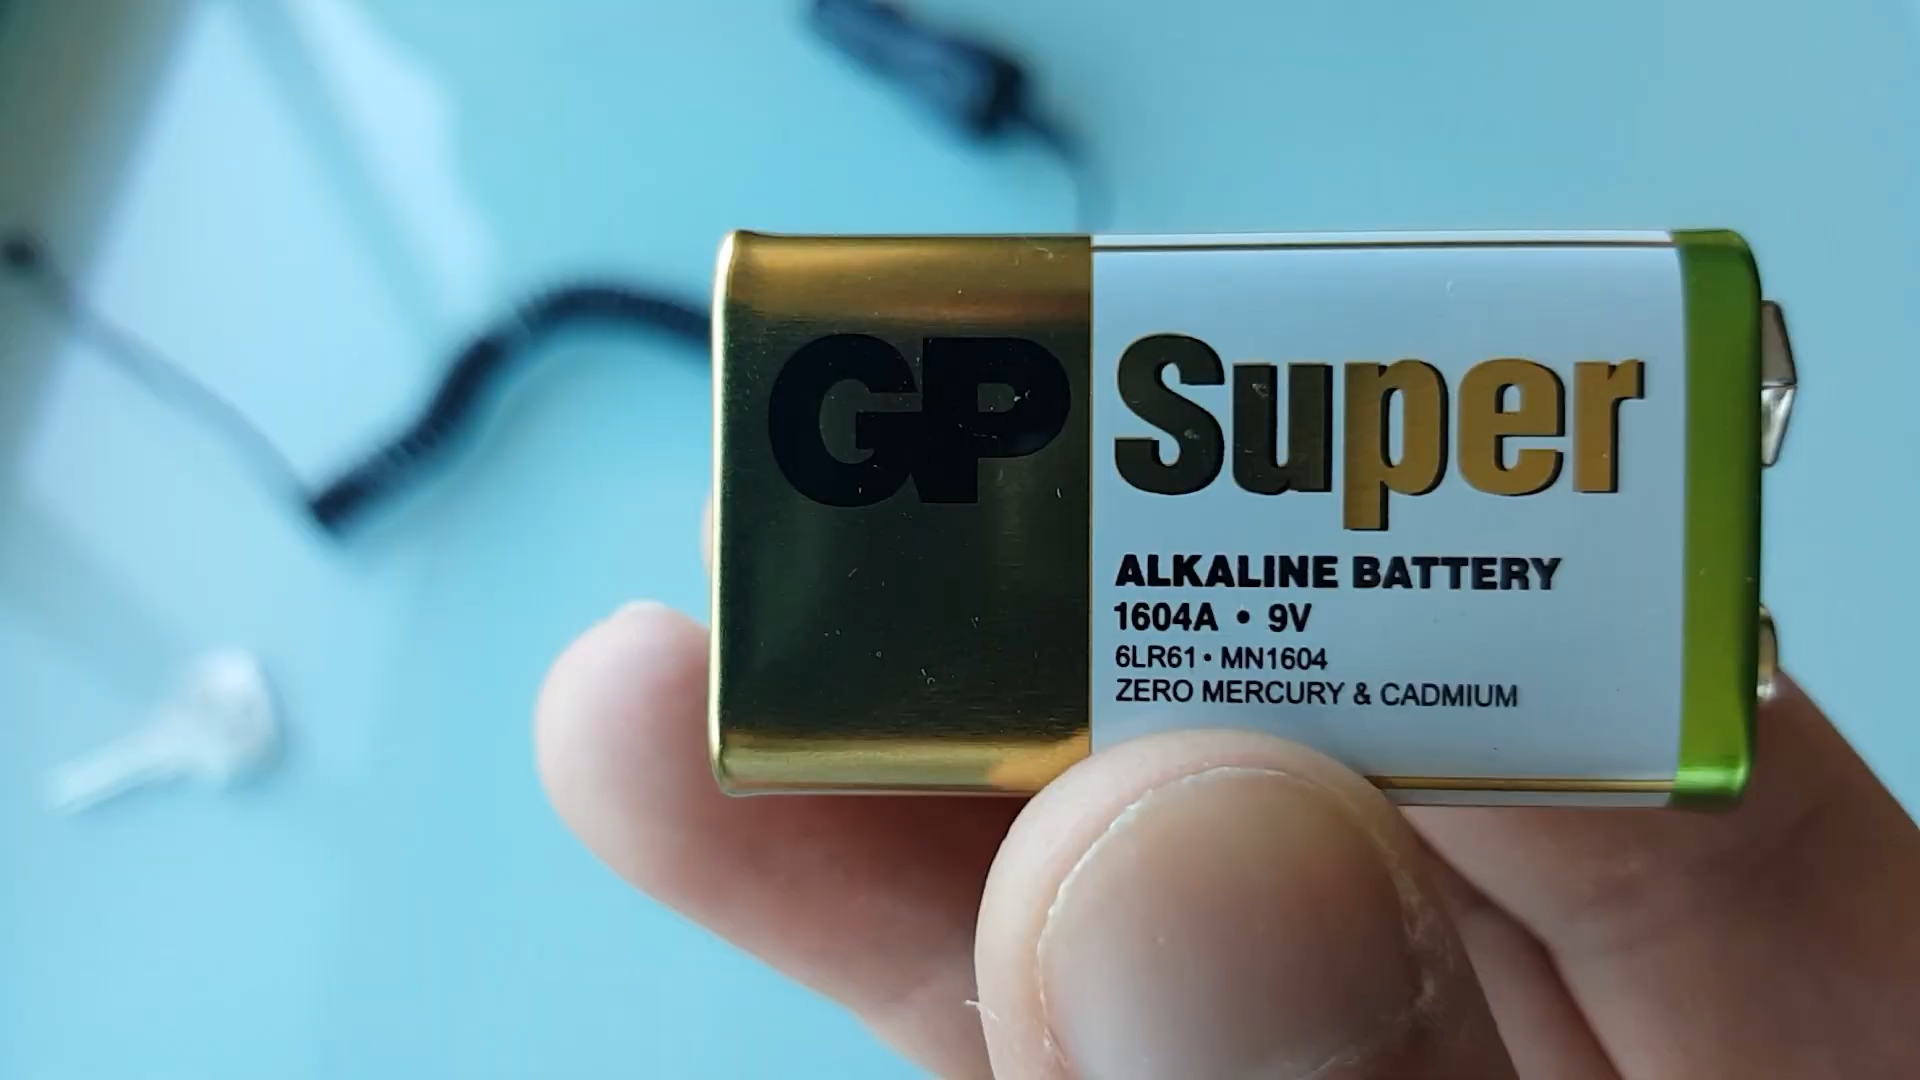 GP Super
ALKALINE BATTERY
1604A • 9V
6LR61 • MN1604
ZERO MERCURY & CADMIUM